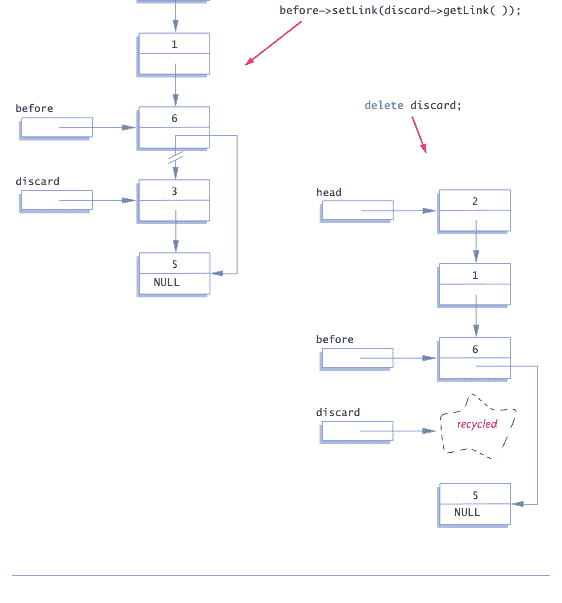 before->setLink(discard->getLink( ));
1
before
6
discard
3
5
NULL
delete discard;
head
2
1
before
6
discard
recycled
5
NULL